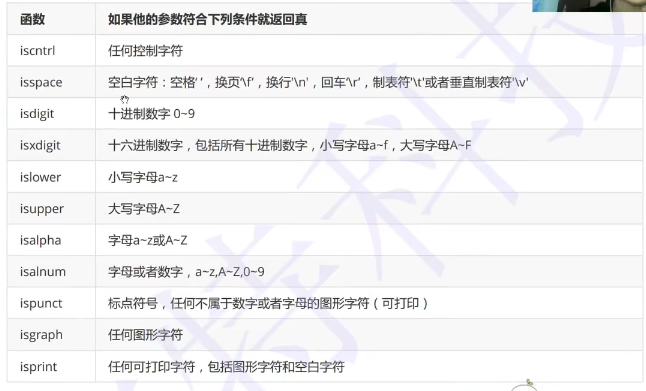 函数 如果他的参数符合下列条件就返回真
iscntrl 任何控制字符
isspace 空白字符：空格' '，换页'\f'，换行'\n'，回车'\r'，制表符'\t'或者垂直制表符'\v'
isdigit 十进制数字 0~9
isxdigit 十六进制数字，包括所有十进制数字，小写字母a~f，大写字母A~F
islower 小写字母a~z
isupper 大写字母A~Z
isalpha 字母a~z或A~Z
isalnum 字母或者数字，a~z,A~Z,0~9
ispunct 标点符号，任何不属于数字或者字母的图形字符（可打印）
isgraph 任何图形字符
isprint 任何可打印字符，包括图形字符和空白字符
特科技